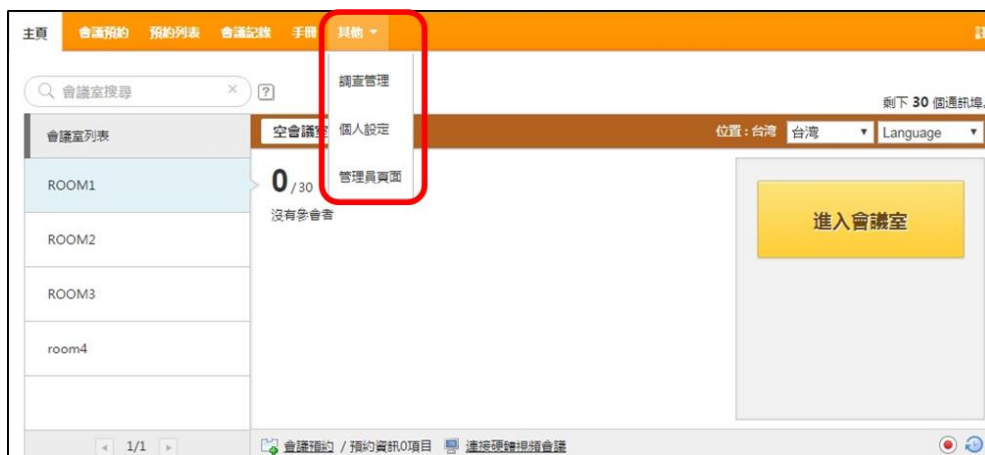 主頁 會議預約 預約列表 會議記錄 手冊 其他
調查管理
個人設定
管理員頁面
會議室搜尋 × ?
剩下 30 個通訊埠
會議室列表
空會議室 位置:台灣 台湾 Language
ROOM1
0/30
沒有參會者
進入會議室
ROOM2
ROOM3
room4
1/1
會議預約 / 預約資訊0項目 連接硬體視頻會議